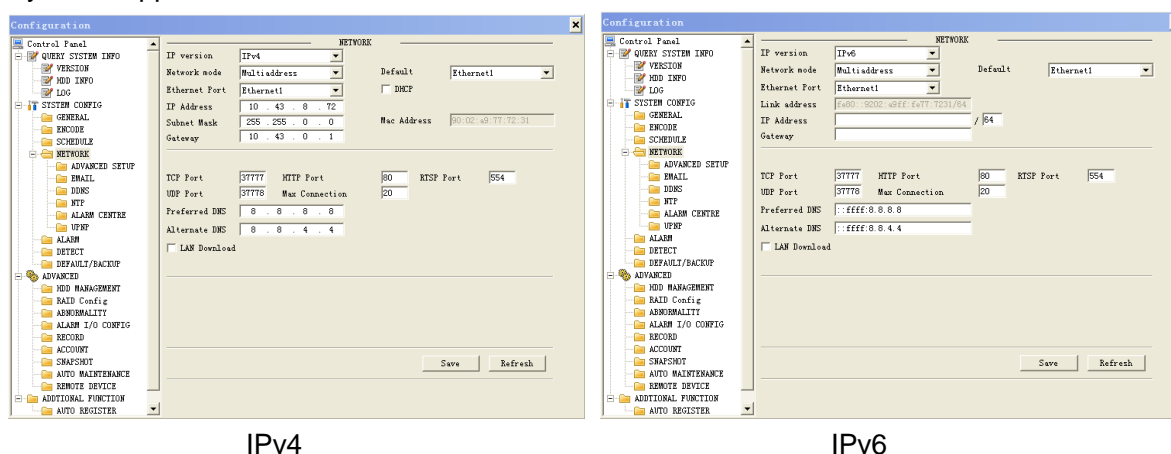 Configuration
Control Panel
QUERY SYSTEM INFO
VERSION
HDD INFO
LOG
SYSTEM CONFIG
GENERAL
ENCODE
SCHEDULE
NETWORK
ADVANCED SETUP
EMAIL
DDNS
NTP
ALARM CENTRE
UPNP
ALARM
DETECT
DEFAULT/BACKUP
ADVANCED
HDD MANAGEMENT
RAID Config
ABNORMALITY
ALARM I/O CONFIG
RECORD
ACCOUNT
SNAPSHOT
AUTO MAINTENANCE
REMOTE DEVICE
ADDTIONAL FUNCTION
AUTO REGISTER
NETWORK
IP version IPv4
Network mode Multiaddress Default Ethernet1
Ethernet Port Ethernet1 DHCP
IP Address 10 . 43 . 8 . 72
Subnet Mask 255 .255 . 0 . 0 Mac Address 90:02:a9:77:72:31
Gateway 10 . 43 . 0 . 1
TCP Port 37777 HTTP Port 80 RTSP Port 554
UDP Port 37778 Max Connection 20
Preferred DNS 8 . 8 . 8 . 8
Alternate DNS 8 . 8 . 4 . 4
LAN Download
Save Refresh
IPv4
Configuration
Control Panel
QUERY SYSTEM INFO
VERSION
HDD INFO
LOG
SYSTEM CONFIG
GENERAL
ENCODE
SCHEDULE
NETWORK
ADVANCED SETUP
EMAIL
DDNS
NTP
ALARM CENTRE
UPNP
ALARM
DETECT
DEFAULT/BACKUP
ADVANCED
HDD MANAGEMENT
RAID Config
ABNORMALITY
ALARM I/O CONFIG
RECORD
ACCOUNT
SNAPSHOT
AUTO MAINTENANCE
REMOTE DEVICE
ADDTIONAL FUNCTION
AUTO REGISTER
NETWORK
IP version IPv6
Network mode Multiaddress Default Ethernet1
Ethernet Port Ethernet1
Link address fe80::9202:a9ff:fe77:7231/64
IP Address / 64
Gateway
TCP Port 37777 HTTP Port 80 RTSP Port 554
UDP Port 37778 Max Connection 20
Preferred DNS ::ffff:8.8.8.8
Alternate DNS ::ffff:8.8.4.4
LAN Download
Save Refresh
IPv6